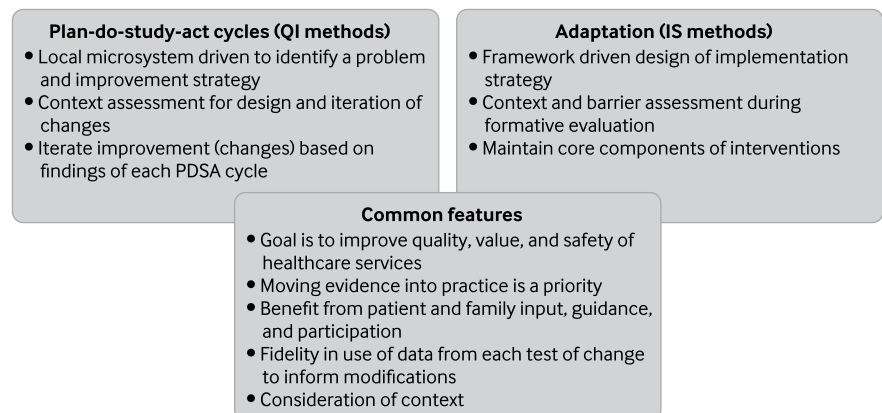 Plan-do-study-act cycles (QI methods)
• Local microsystem driven to identify a problem
and improvement strategy
• Context assessment for design and iteration of
changes
• Iterate improvement (changes) based on
findings of each PDSA cycle
Adaptation (IS methods)
• Framework driven design of implementation
strategy
• Context and barrier assessment during
formative evaluation
• Maintain core components of interventions
Common features
• Goal is to improve quality, value, and safety of
healthcare services
• Moving evidence into practice is a priority
• Benefit from patient and family input, guidance,
and participation
• Fidelity in use of data from each test of change
to inform modifications
• Consideration of context